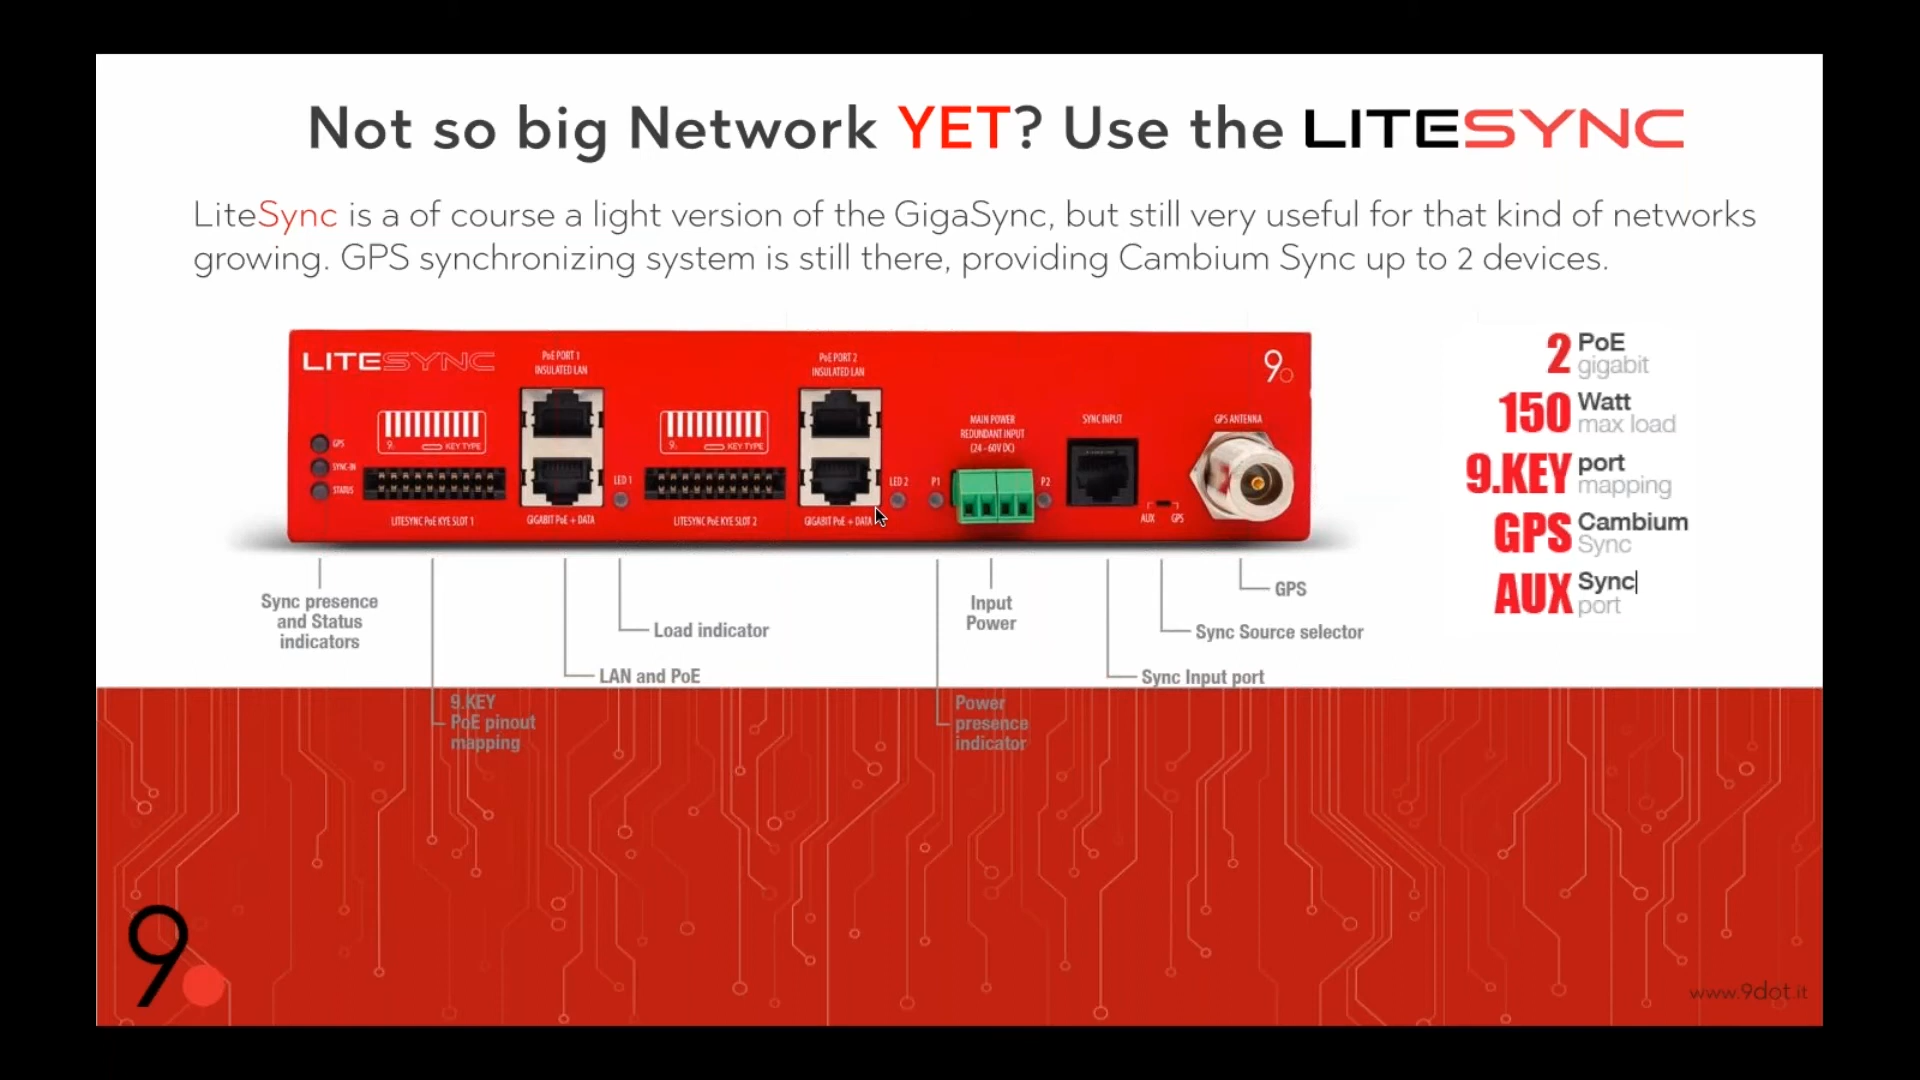 Not so big Network YET? Use the LITESYNC
LiteSync is a of course a light version of the GigaSync, but still very useful for that kind of networks
growing. GPS synchronizing system is still there, providing Cambium Sync up to 2 devices.
LITESYNC
PoE PORT 1
INSULATED LAN
PoE PORT 2
INSULATED LAN
9
KEY TYPE
9.
KEY TYPE
9.
MAIN POWER
REDUNDANT INPUT
(24 - 60V DC)
SYNC INPUT
GPS ANTENNA
GPS
SYNC-IN
STATUS
LED 1
LED 2
P1
P2
LITESYNC PoE KYE SLOT 1
GIGABIT PoE + DATA
LITESYNC PoE KYE SLOT 2
GIGABIT PoE + DATA
AUX
GPS
2 PoE
gigabit
150 Watt
max load
9.KEY port
mapping
GPS Cambium
Sync
AUX Sync
port
Sync presence
and Status
indicators
9.KEY
PoE pinout
mapping
LAN and PoE
Load indicator
Input
Power
Power
presence
indicator
Sync Input port
Sync Source selector
GPS
9.
www.9dot.it